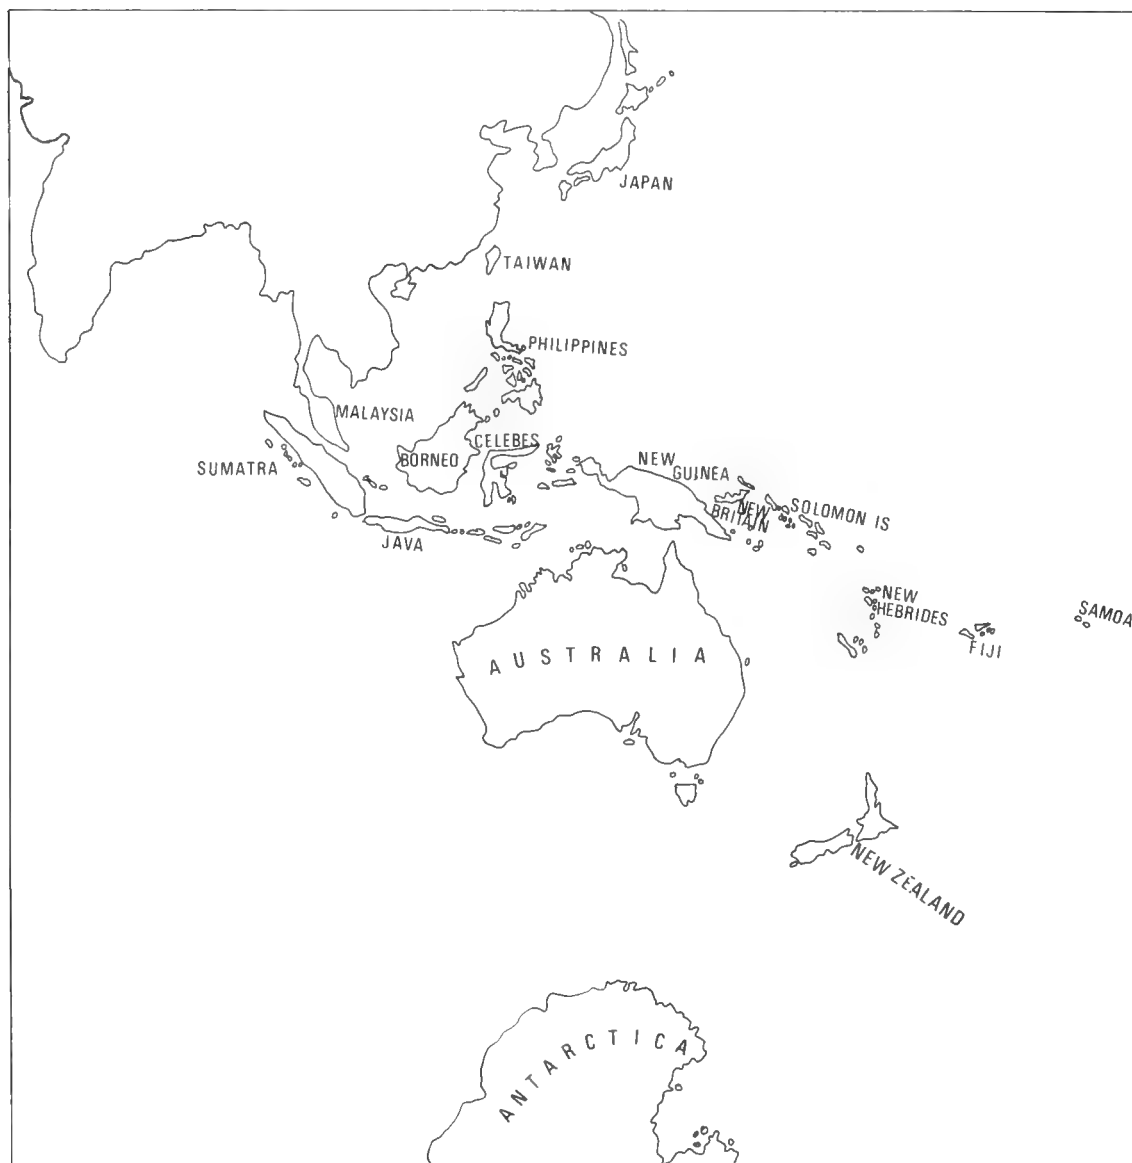 JAPAN
TAIWAN
PHILIPPINES
MALAYSIA
CELEBES
BORNEO
SUMATRA
NEW
GUINEA
NEW
BRITAIN
SOLOMON IS
JAVA
NEW
HEBRIDES
SAMOA
FIJI
AUSTRALIA
NEW ZEALAND
ANTARCTICA